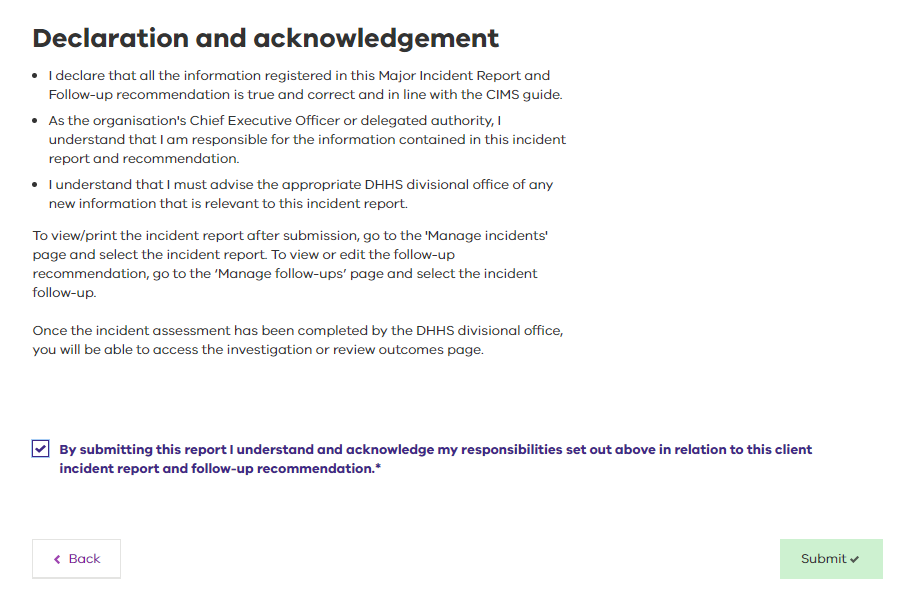 Declaration and acknowledgement
I declare that all the information registered in this Major Incident Report and
Follow-up recommendation is true and correct and in line with the CIMS guide.
As the organisation's Chief Executive Officer or delegated authority, I
understand that I am responsible for the information contained in this incident
report and recommendation.
I understand that I must advise the appropriate DHHS divisional office of any
new information that is relevant to this incident report.
To view/print the incident report after submission, go to the 'Manage incidents'
page and select the incident report. To view or edit the follow-up
recommendation, go to the ‘Manage follow-ups’ page and select the incident
follow-up.
Once the incident assessment has been completed by the DHHS divisional office,
you will be able to access the investigation or review outcomes page.
By submitting this report I understand and acknowledge my responsibilities set out above in relation to this client
incident report and follow-up recommendation.*
Back
Submit